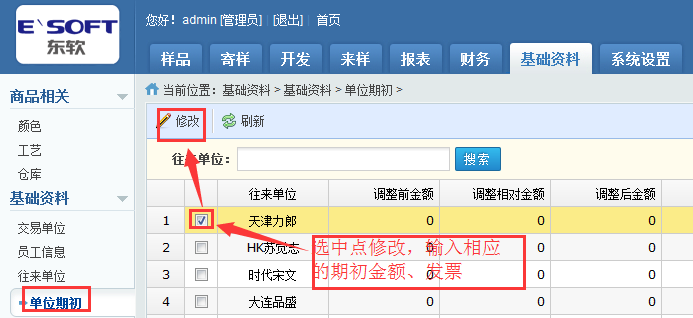 E'SOFT
东软
您好！admin [管理员] | [退出] | 首页
样品 寄样 开发 来样 报表 财务 基础资料 系统设置
商品相关
颜色
工艺
仓库
基础资料
交易单位
员工信息
往来单位
单位期初
当前位置：基础资料 > 基础资料 > 单位期初 >
修改 刷新
往来单位： 搜索
往来单位 调整前金额 调整相对金额 调整后金额
1 天津力郎 0 0 0
2 HK苏觅志 0 0
3 时代宋文 0
4 大连品盛 0 0 0
选中点修改，输入相应
的期初金额、发票